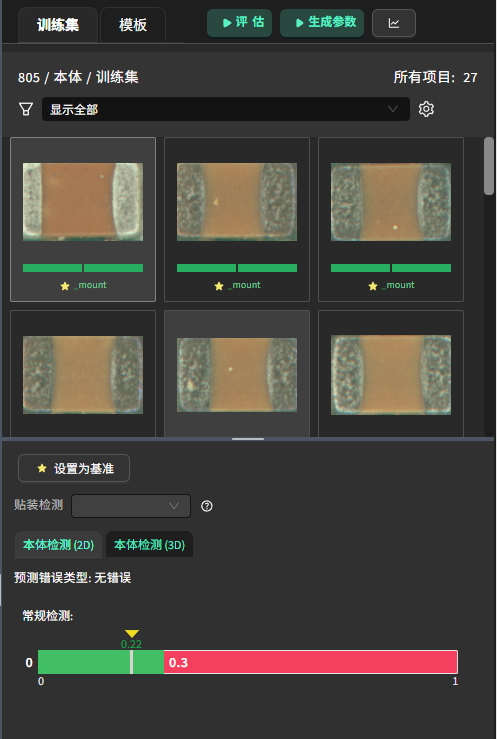 训练集 模板 评 估 生成参数
805 / 本体 / 训练集 所有项目: 27
显示全部
_mount _mount _mount
设置为基准
贴装检测
本体检测 (2D) 本体检测 (3D)
预测错误类型: 无错误
常规检测:
0.22
0 0.3
0 1